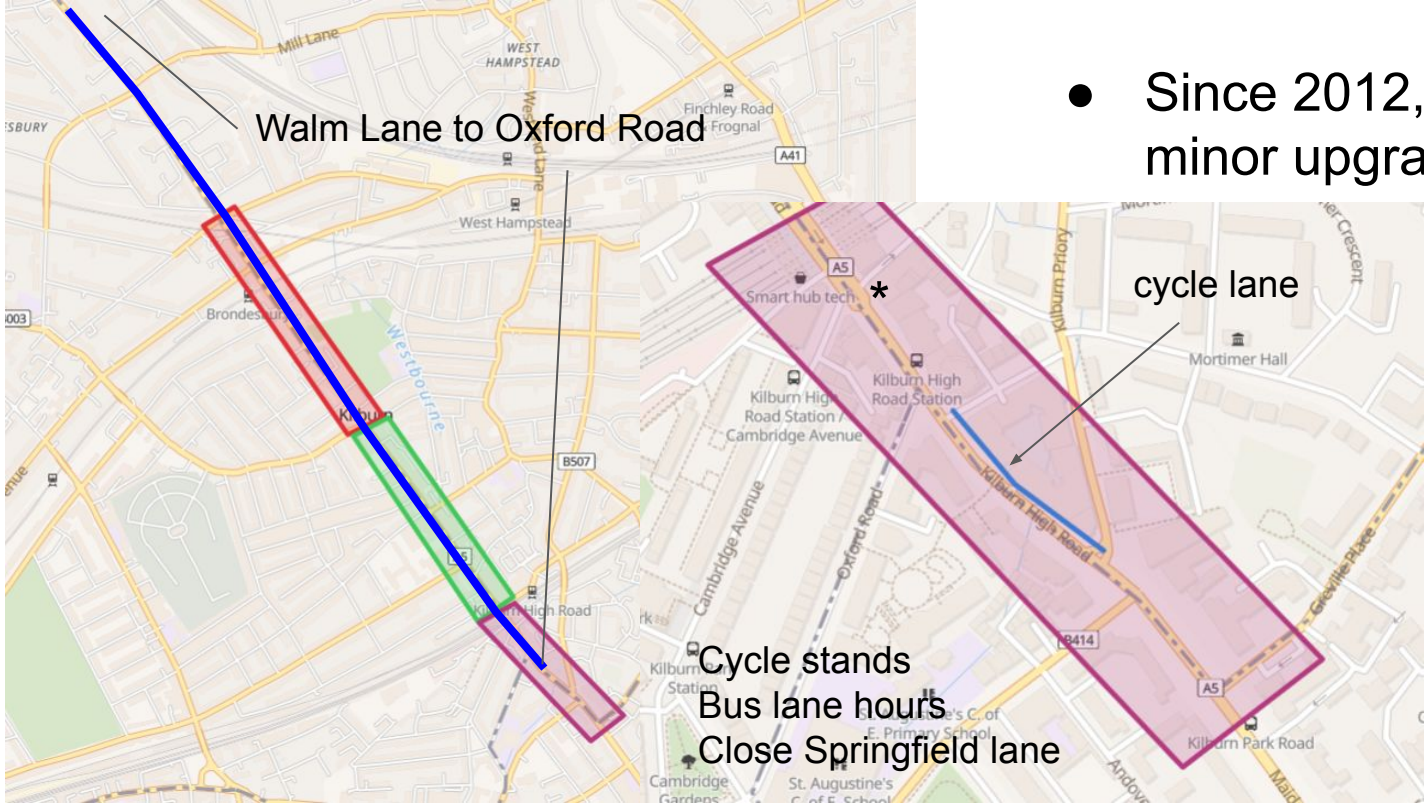 Mill Lane
WEST
HAMPSTEAD
Finchley Road
& Frognal
Walm Lane to Oxford Road
A41
West Hampstead
Brondesbury
Westbourne
Kilburn
B507
Kilburn High Road
● Since 2012,
minor upgra
A5
Smart hub tech
*
cycle lane
Kilburn Priory
Mortimer Hall
Kilburn High
Road Station
Kilburn High
Road Station /
Cambridge Avenue
Kilburn High Road
Cambridge Avenue
Oxford Road
Greville Place
B414
A5
Kilburn Park Road
Kilburn Park
Station
Cycle stands
Bus lane hours
Close Springfield lane
St. Augustine's C. of
E. Primary School
Cambridge
Gardens
St. Augustine's
C. of E. School